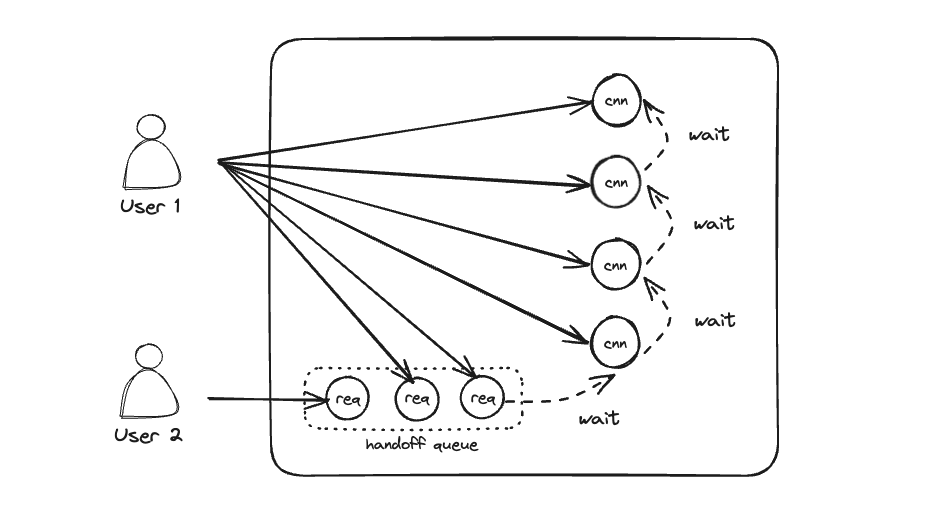 cnn
wait
cnn
User 1
wait
cnn
wait
cnn
req req req
wait
User 2
handoff queue